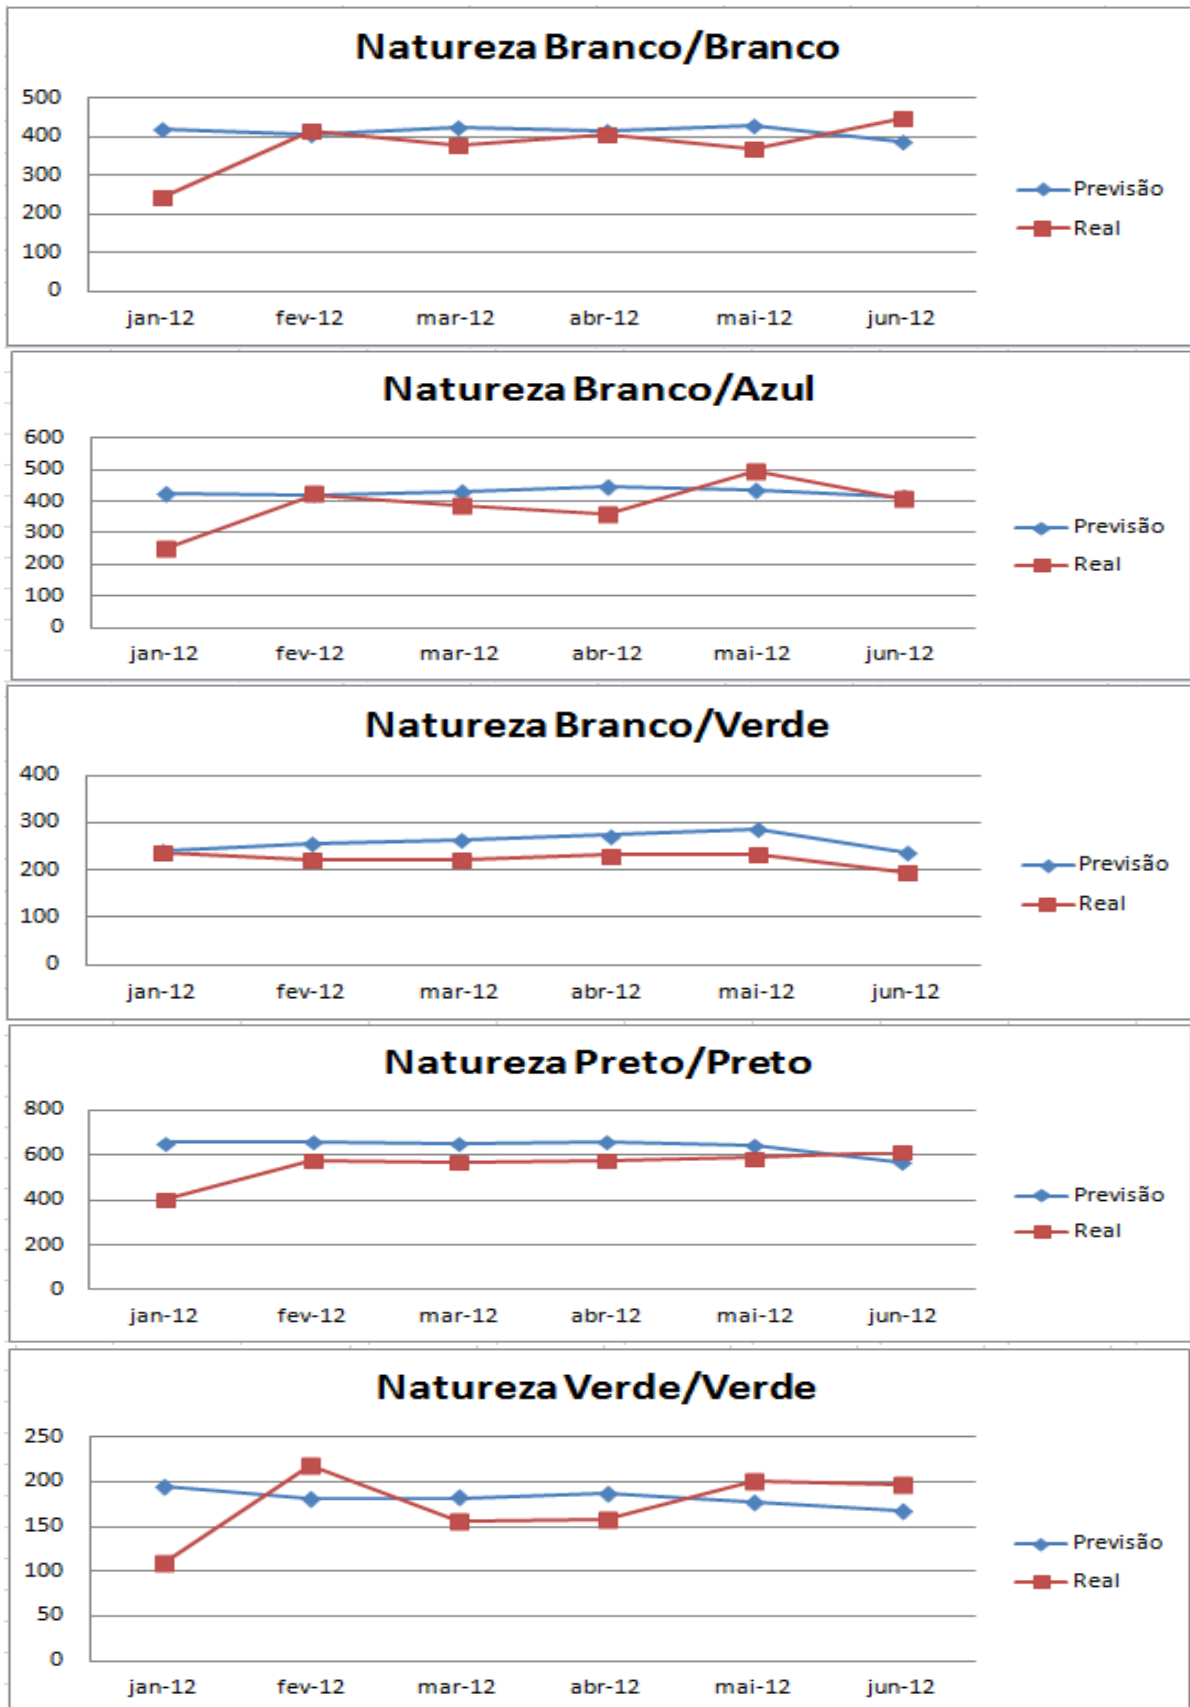 Natureza Branco/Branco
500
400
300
200
100
0
jan-12 fev-12 mar-12 abr-12 mai-12 jun-12
Previsão
Real
Natureza Branco/Azul
600
500
400
300
200
100
0
jan-12 fev-12 mar-12 abr-12 mai-12 jun-12
Previsão
Real
Natureza Branco/Verde
400
300
200
100
0
jan-12 fev-12 mar-12 abr-12 mai-12 jun-12
Previsão
Real
Natureza Preto/Preto
800
600
400
200
0
jan-12 fev-12 mar-12 abr-12 mai-12 jun-12
Previsão
Real
Natureza Verde/Verde
250
200
150
100
50
0
jan-12 fev-12 mar-12 abr-12 mai-12 jun-12
Previsão
Real